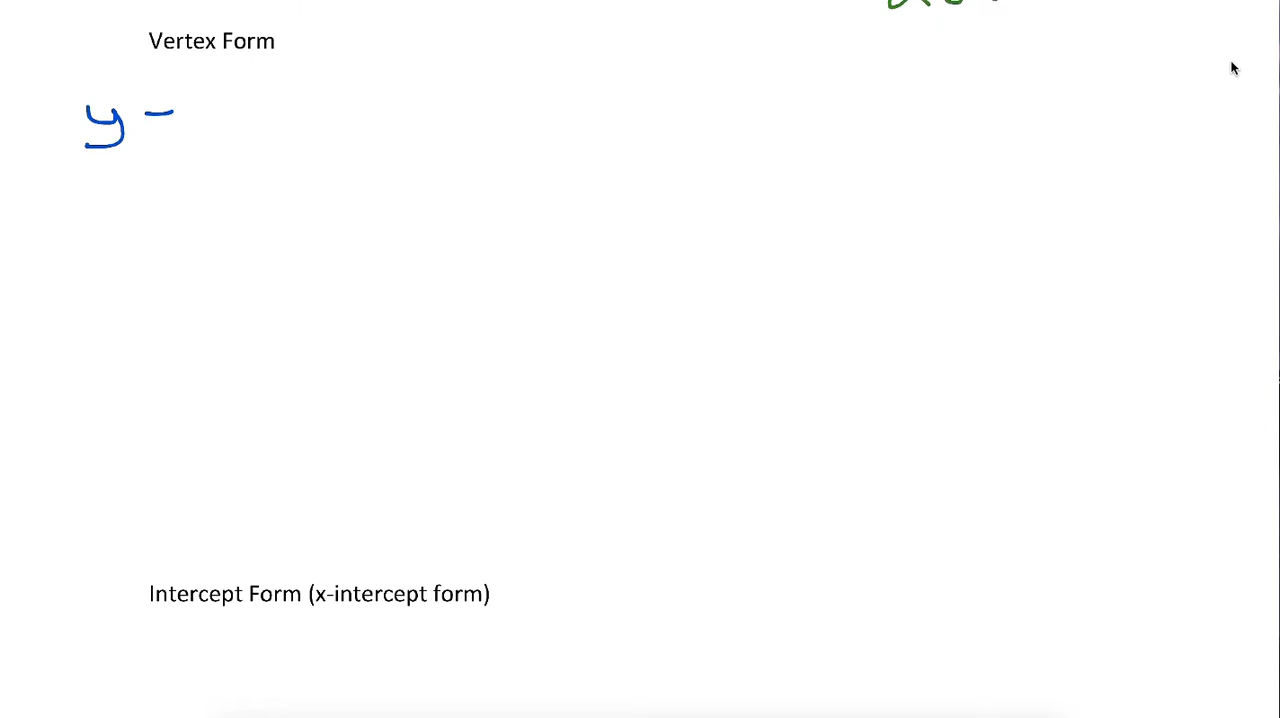 Vertex Form
y -
Intercept Form (x-intercept form)